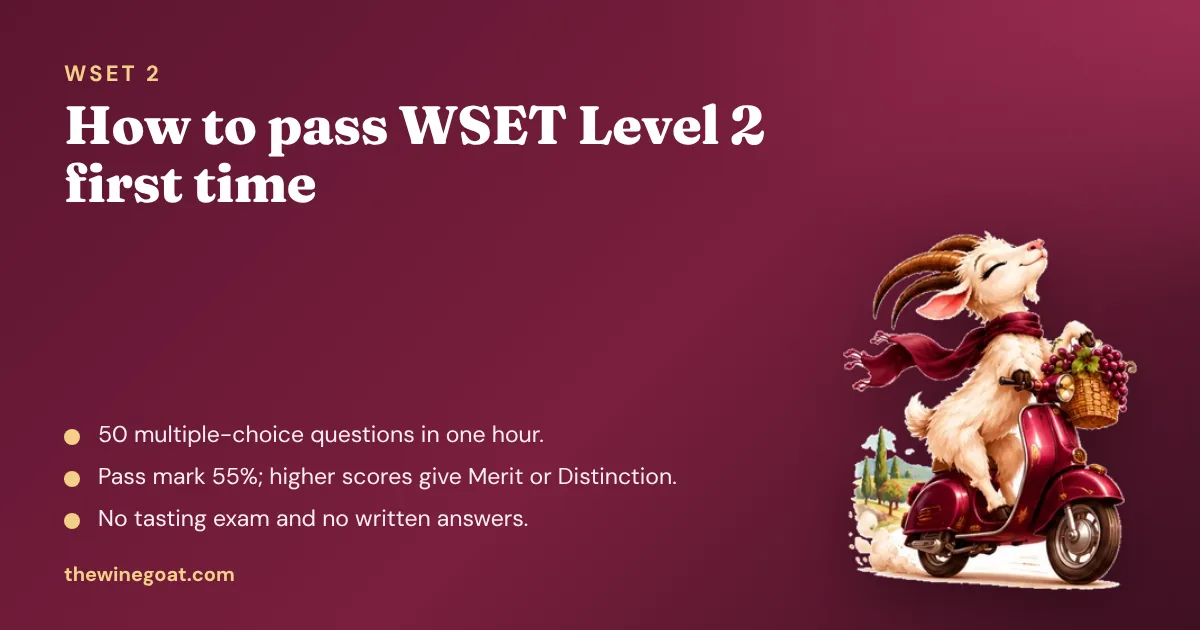 WSET 2
How to pass WSET Level 2
first time
50 multiple-choice questions in one hour.
Pass mark 55%; higher scores give Merit or Distinction.
No tasting exam and no written answers.
thewinegoat.com